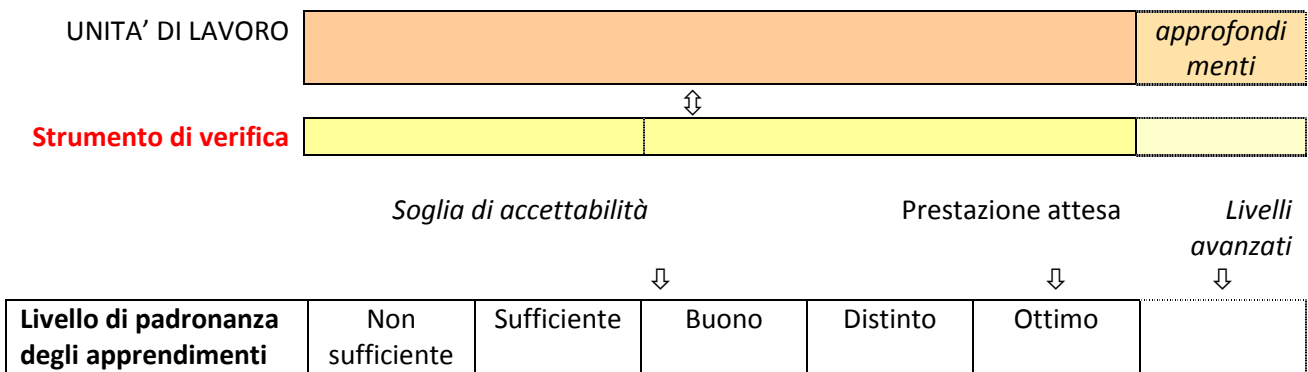 UNITA’ DI LAVORO
approfondi
menti
⇳
Strumento di verifica
Soglia di accettabilità
Prestazione attesa
Livelli
avanzati
⇩ ⇩ ⇩
Livello di padronanza
degli apprendimenti
Non
sufficiente
Sufficiente
Buono
Distinto
Ottimo